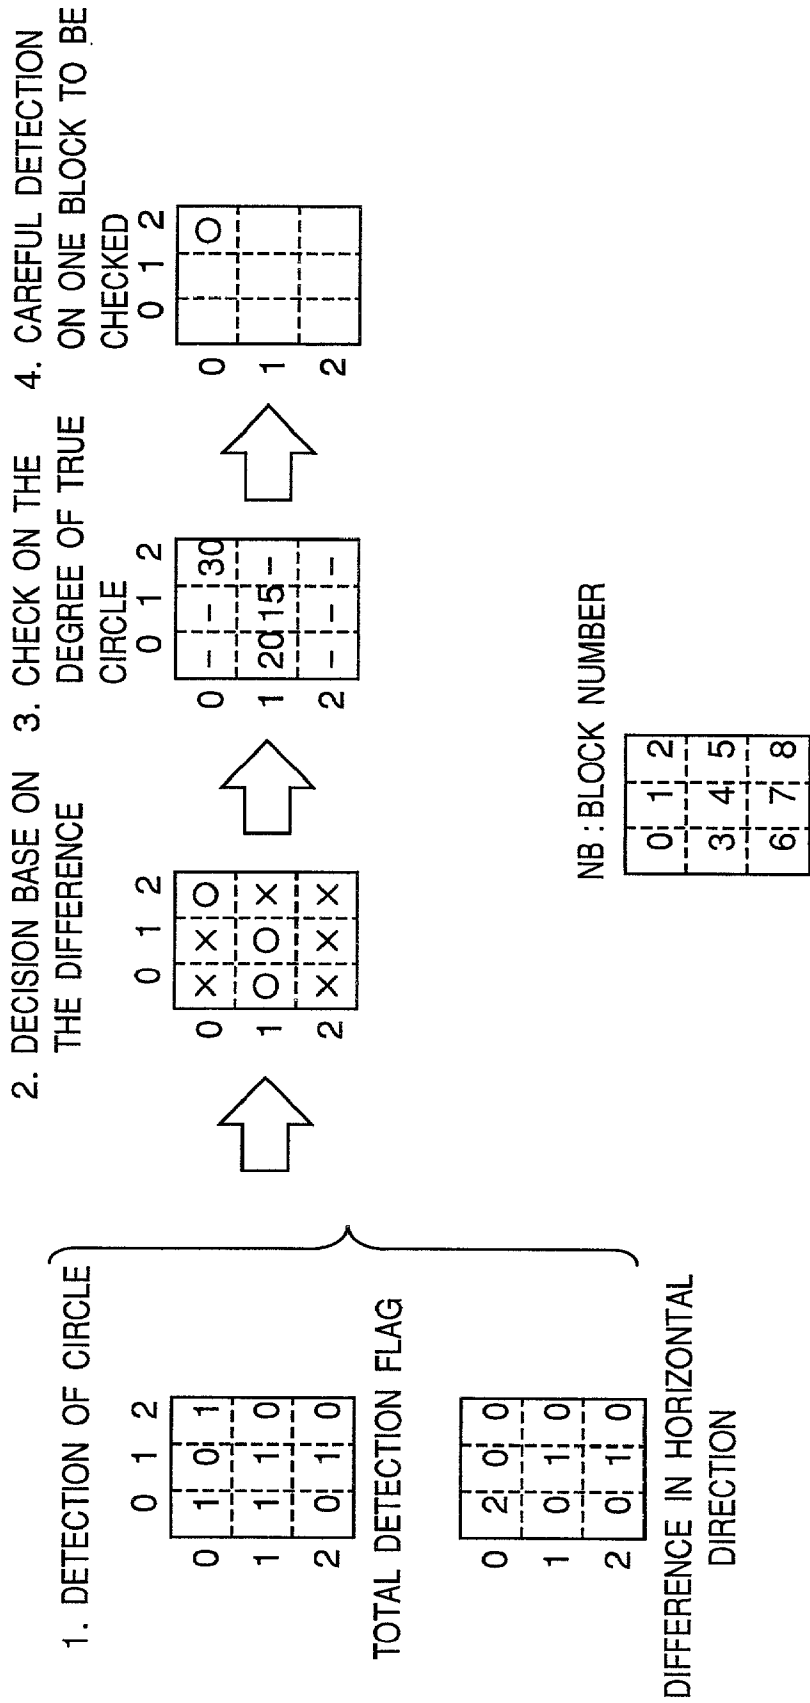 1. DETECTION OF CIRCLE
0 1 2
0 1 0 1
1 1 1 0
2 0 1 0
TOTAL DETECTION FLAG
0 2 0 0
1 0 1 0
2 0 1 0
DIFFERENCE IN HORIZONTAL
DIRECTION
2. DECISION BASE ON
THE DIFFERENCE
0 1 2
0 X X O
1 O O X
2 X X X
3. CHECK ON THE
DEGREE OF TRUE
CIRCLE
0 1 2
0 – – 30
1 20 15 –
2 – – –
4. CAREFUL DETECTION
ON ONE BLOCK TO BE
CHECKED
0 1 2
0 O
1
2
NB : BLOCK NUMBER
0 1 2
3 4 5
6 7 8